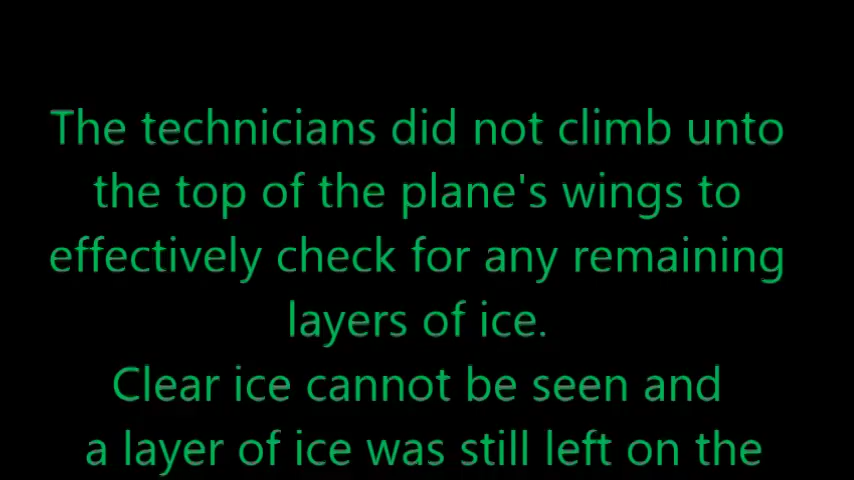 The technicians did not climb unto
the top of the plane's wings to
effectively check for any remaining
layers of ice.
Clear ice cannot be seen and
a layer of ice was still left on the